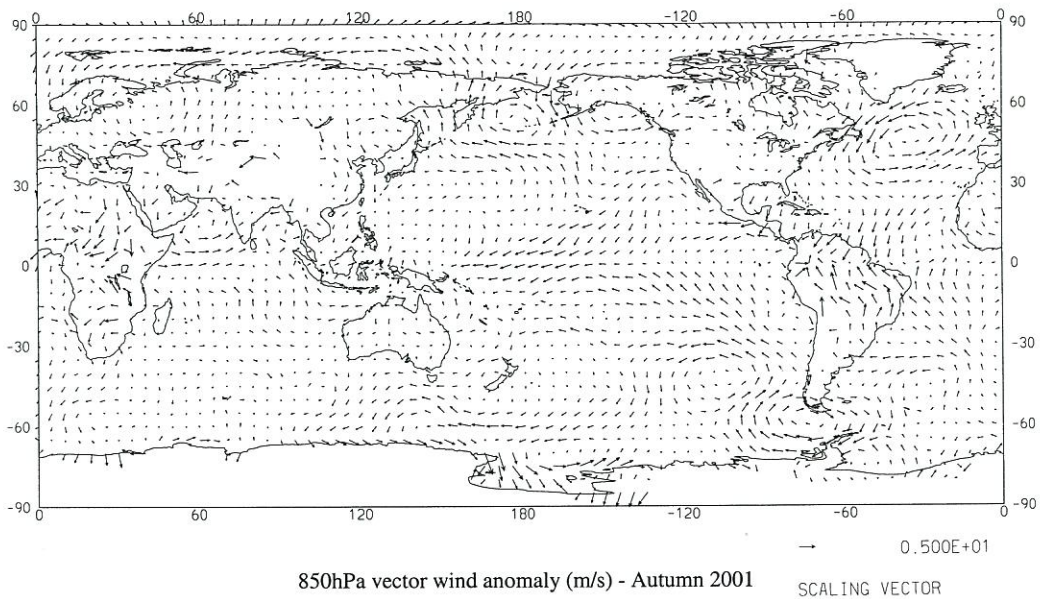 0 60 120 180 -120 -60 0
90 90
60 60
30 30
0 0
-30 -30
-60 -60
-90 -90
0 60 120 180 -120 -60 0
0.500E+01
850hPa vector wind anomaly (m/s) - Autumn 2001
SCALING VECTOR